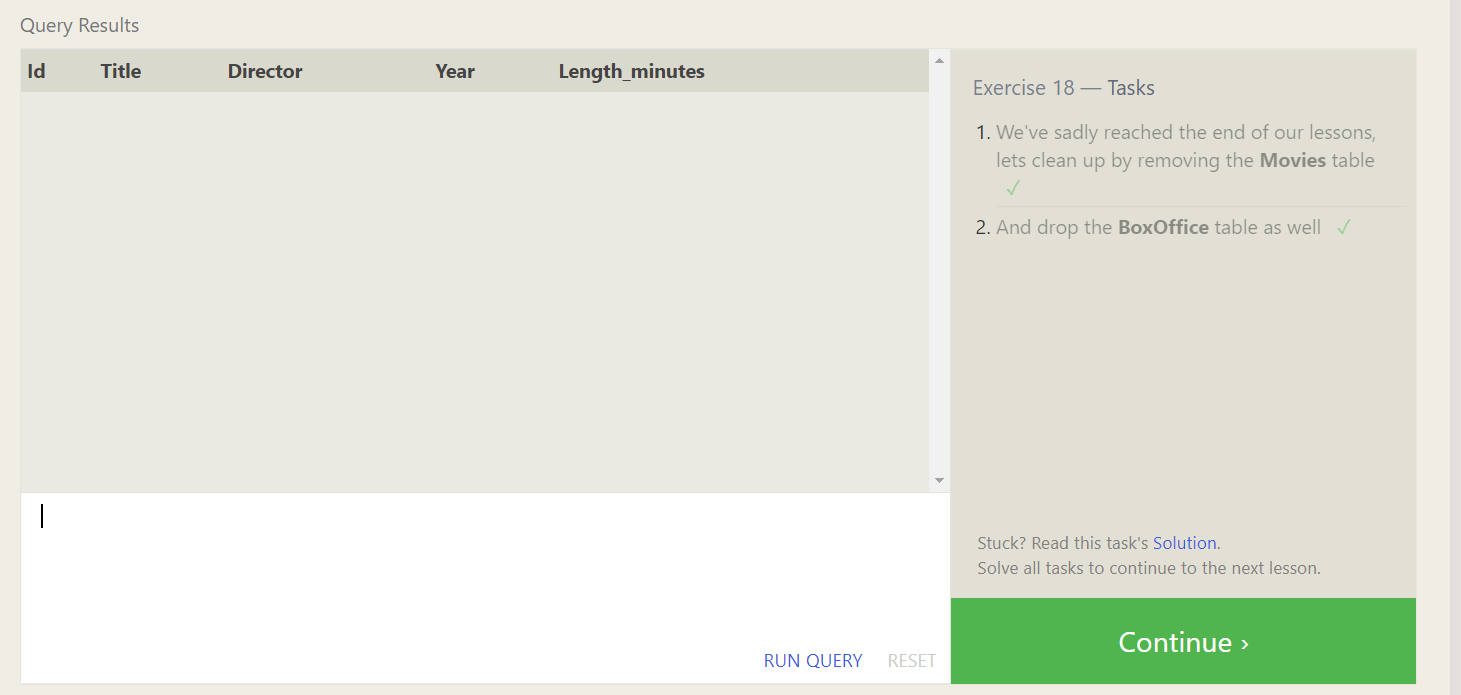 Query Results
Id Title Director Year Length_minutes
Exercise 18 — Tasks
1. We've sadly reached the end of our lessons,
lets clean up by removing the Movies table
✓
2. And drop the BoxOffice table as well ✓
Stuck? Read this task's Solution.
Solve all tasks to continue to the next lesson.
RUN QUERY RESET
Continue ›